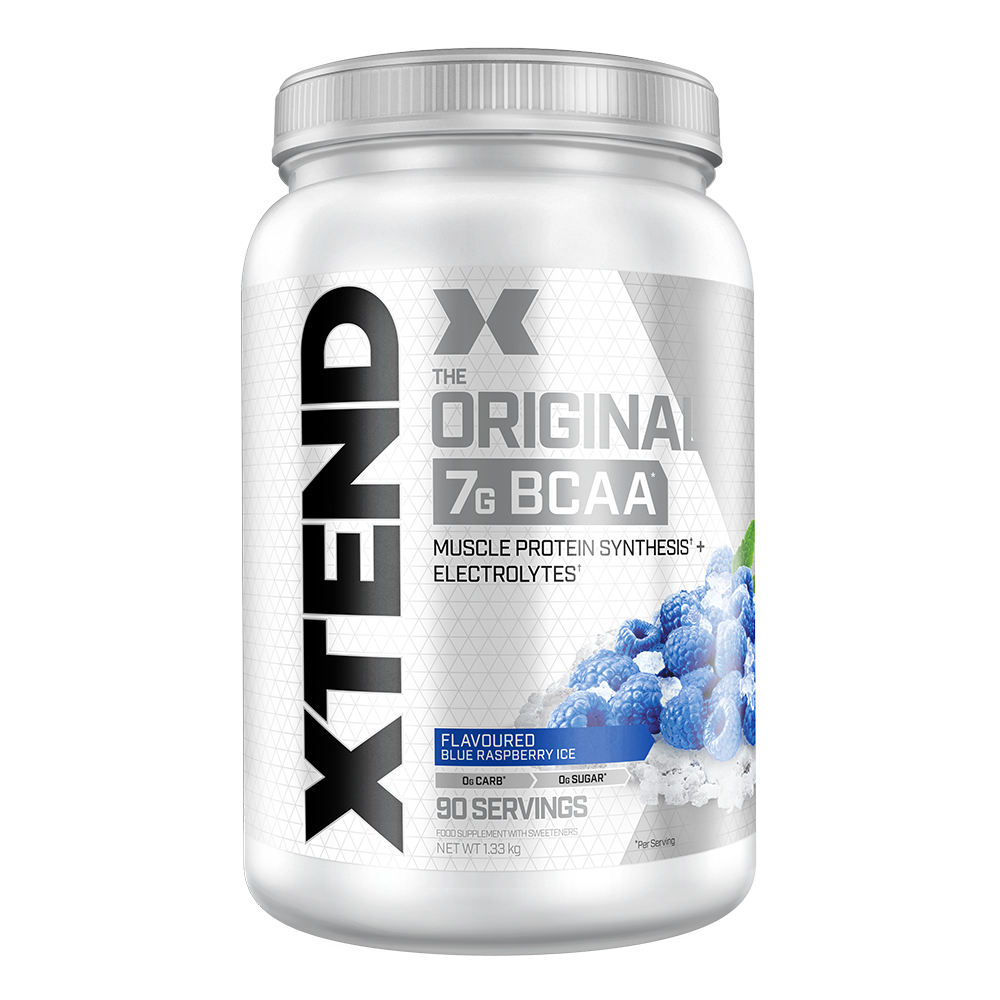 XTEND
X
THE
ORIGINAL
7G BCAA*
MUSCLE PROTEIN SYNTHESIS† +
ELECTROLYTES†
FLAVOURED
BLUE RASPBERRY ICE
0G CARB* 0G SUGAR*
90 SERVINGS
FOOD SUPPLEMENT WITH SWEETENERS
NET WT 1.33 kg
*Per Serving